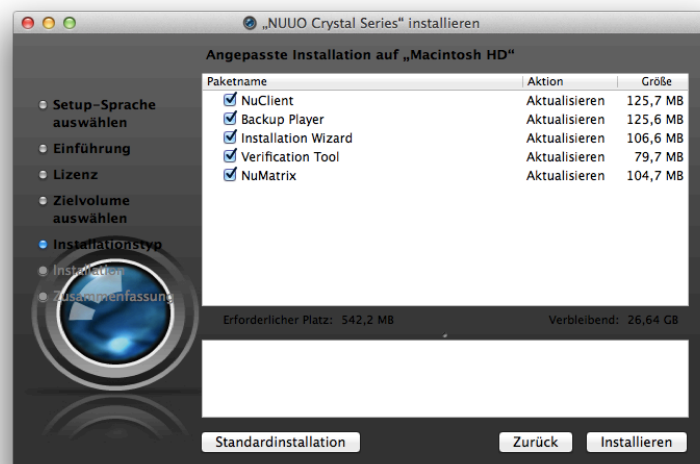 „NUUO Crystal Series“ installieren
Angepasste Installation auf „Macintosh HD“
Setup-Sprache
auswählen
Einführung
Lizenz
Zielvolume
auswählen
Installationstyp
Installation
Zusammenfassung
Paketname Aktion Größe
NuClient Aktualisieren 125,7 MB
Backup Player Aktualisieren 125,6 MB
Installation Wizard Aktualisieren 106,6 MB
Verification Tool Aktualisieren 79,7 MB
NuMatrix Aktualisieren 104,7 MB
Erforderlicher Platz: 542,2 MB Verbleibend: 26,64 GB
Standardinstallation Zurück Installieren